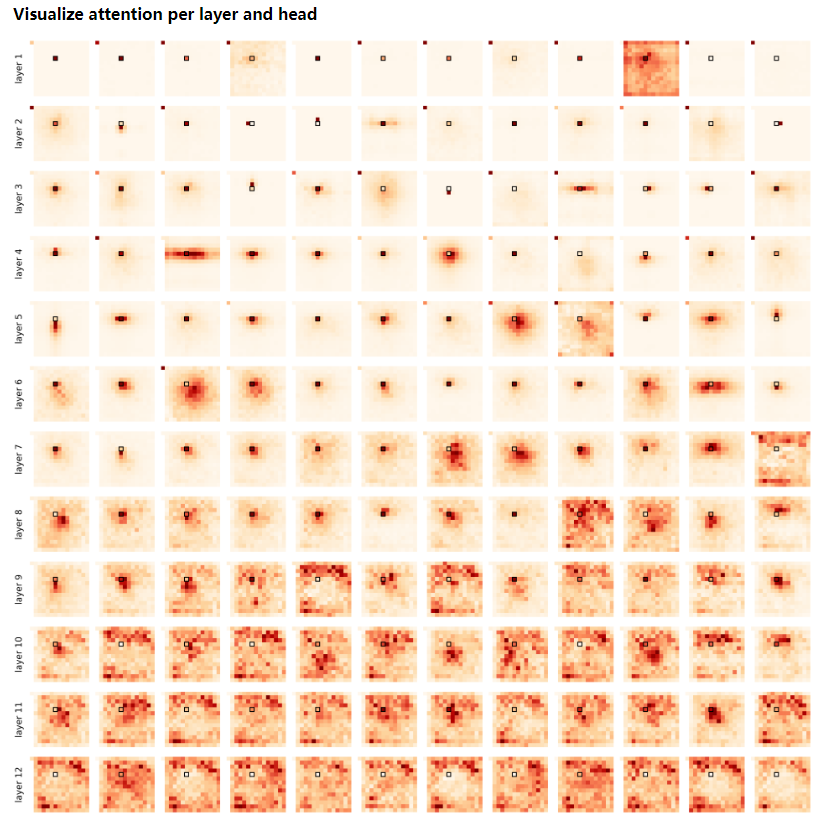 Visualize attention per layer and head
layer 1
layer 2
layer 3
layer 4
layer 5
layer 6
layer 7
layer 8
layer 9
layer 10
layer 11
layer 12